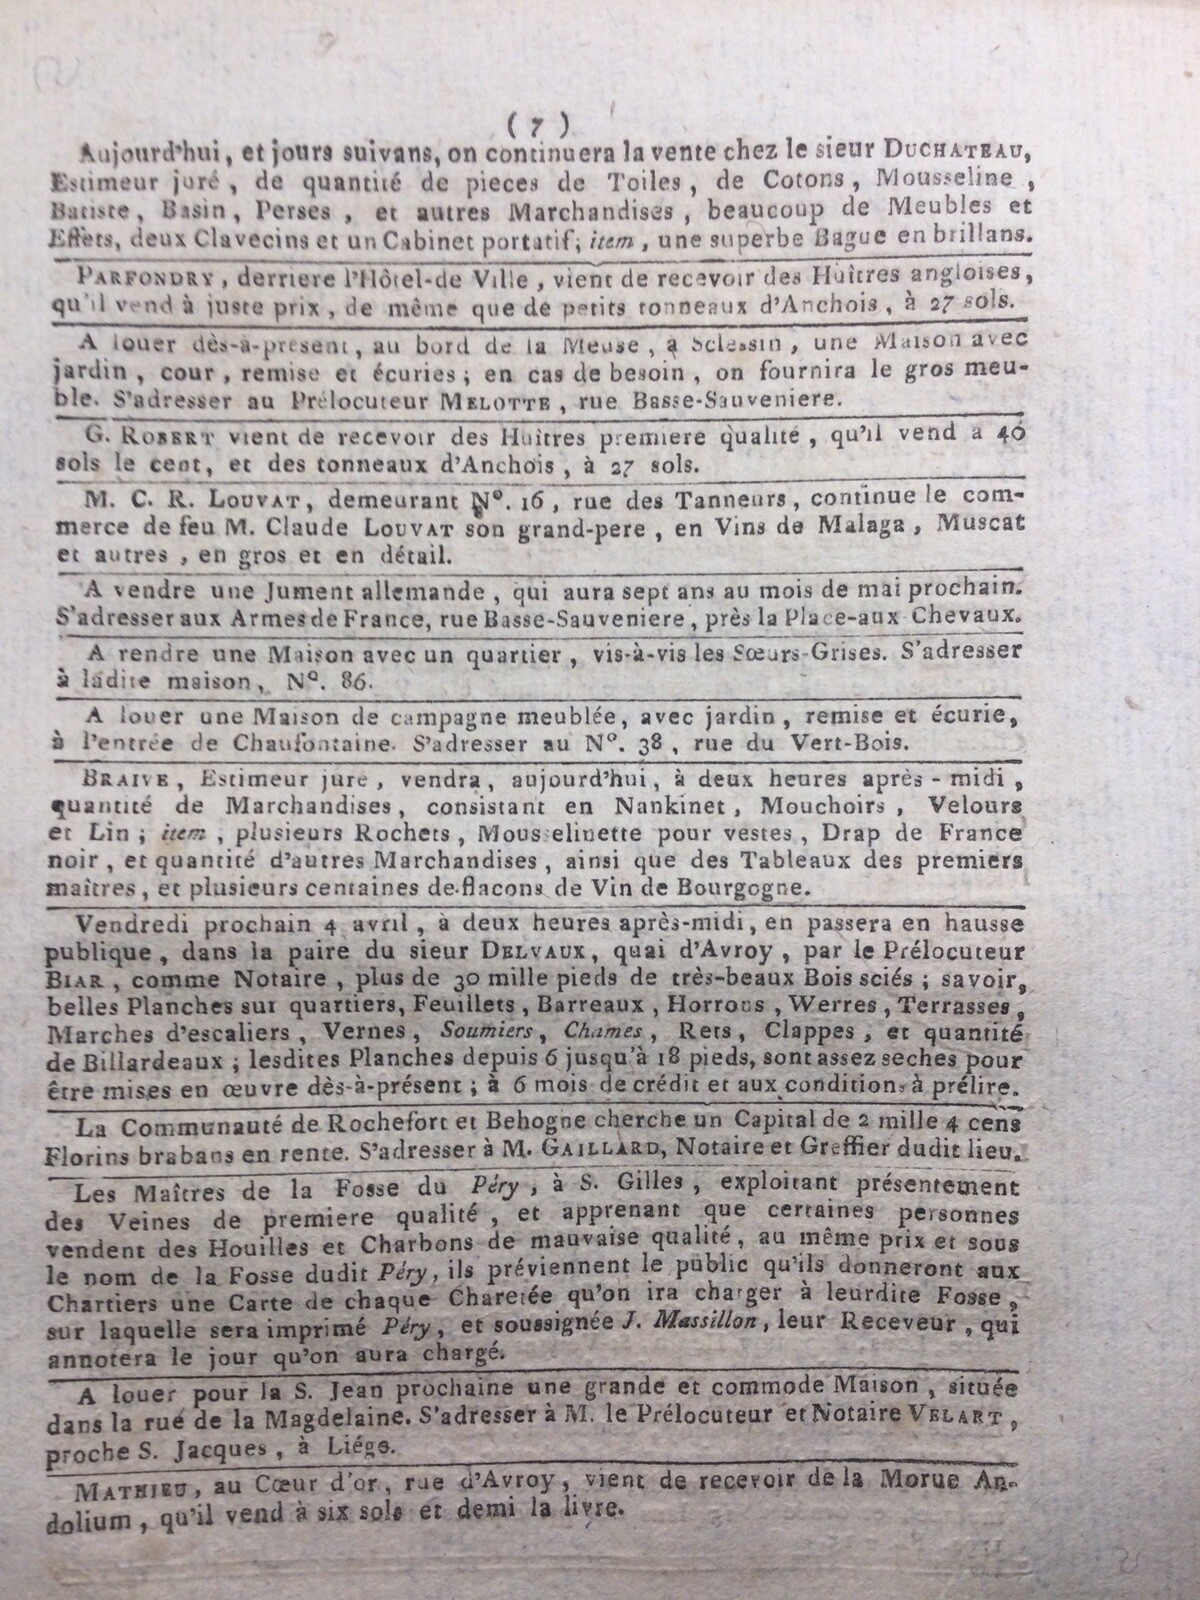 ( 7 )
Aujourd'hui, et jours suivans, on continuera la vente chez le sieur DUCHATEAU,
Estimeur juré, de quantité de pieces de Toiles, de Cotons, Mousseline,
Batiste, Basin, Perses, et autres Marchandises, beaucoup de Meubles et
Effets, deux Clavecins et un Cabinet portatif; item, une superbe Bague en brillans.
PARFONDRY, derriere l'Hôtel-de Ville, vient de recevoir des Huîtres angloises,
qu'il vend à juste prix, de même que de petits tonneaux d'Anchois, à 27 sols.
A louer dès-à-présent, au bord de la Meuse, à Sclessin, une Maison avec
jardin, cour, remise et écuries; en cas de besoin, on fournira le gros meu-
ble. S'adresser au Prélocuteur MELOTTE, rue Basse-Sauveniere.
G. ROBERT vient de recevoir des Huîtres premiere qualité, qu'il vend a 40
sols le cent, et des tonneaux d'Anchois, à 27 sols.
M. C. R. LOUVAT, demeurant N°. 16, rue des Tanneurs, continue le com-
merce de feu M. Claude LOUVAT son grand-pere, en Vins de Malaga, Muscat
et autres, en gros et en détail.
A vendre une Jument allemande, qui aura sept ans au mois de mai prochain.
S'adresser aux Armes de France, rue Basse-Sauveniere, près la Place-aux-Chevaux.
A rendre une Maison avec un quartier, vis-à-vis les Sœurs-Grises. S'adresser
à ladite maison, N°. 86.
A louer une Maison de campagne meublée, avec jardin, remise et écurie,
à l'entrée de Chaufontaine. S'adresser au N°. 38, rue du Vert-Bois.
BRAIVE, Estimeur juré, vendra, aujourd'hui, à deux heures après-midi,
quantité de Marchandises, consistant en Nankinet, Mouchoirs, Velours
et Lin; item, plusieurs Rochets, Mousselinette pour vestes, Drap de France
noir, et quantité d'autres Marchandises, ainsi que des Tableaux des premiers
maîtres, et plusieurs centaines de flacons de Vin de Bourgogne.
Vendredi prochain 4 avril, à deux heures après-midi, en passera en hausse
publique, dans la paire du sieur DELVAUX, quai d'Avroy, par le Prélocuteur
BIAR, comme Notaire, plus de 30 mille pieds de très-beaux Bois sciés; savoir,
belles Planches sur quartiers, Feuillets, Barreaux, Horrons, Werres, Terrasses,
Marches d'escaliers, Vernes, Soumiers, Chames, Rets, Clappes, et quantité
de Billardeaux; lesdites Planches depuis 6 jusqu'à 18 pieds, sont assez seches pour
être mises en œuvre dès-à-présent; à 6 mois de crédit et aux conditions à prélire.
La Communauté de Rochefort et Behogne cherche un Capital de 2 mille 4 cens
Florins brabans en rente. S'adresser à M. GAILLARD, Notaire et Greffier dudit lieu.
Les Maîtres de la Fosse du Péry, à S. Gilles, exploitant présentement
des Veines de premiere qualité, et apprenant que certaines personnes
vendent des Houilles et Charbons de mauvaise qualité, au même prix et sous
le nom de la Fosse dudit Péry, ils préviennent le public qu'ils donneront aux
Chartiers une Carte de chaque Charetée qu'on ira charger à leurdite Fosse,
sur laquelle sera imprimé Péry, et soussignée J. Massillon, leur Receveur, qui
annotera le jour qu'on aura chargé.
A louer pour la S. Jean prochaine une grande et commode Maison, située
dans la rue de la Magdelaine. S'adresser à M. le Prélocuteur et Notaire VELART,
proche S. Jacques, à Liége.
MATHIEU, au Cœur d'or, rue d'Avroy, vient de recevoir de la Morue An-
dolium, qu'il vend à six sols et demi la livre.